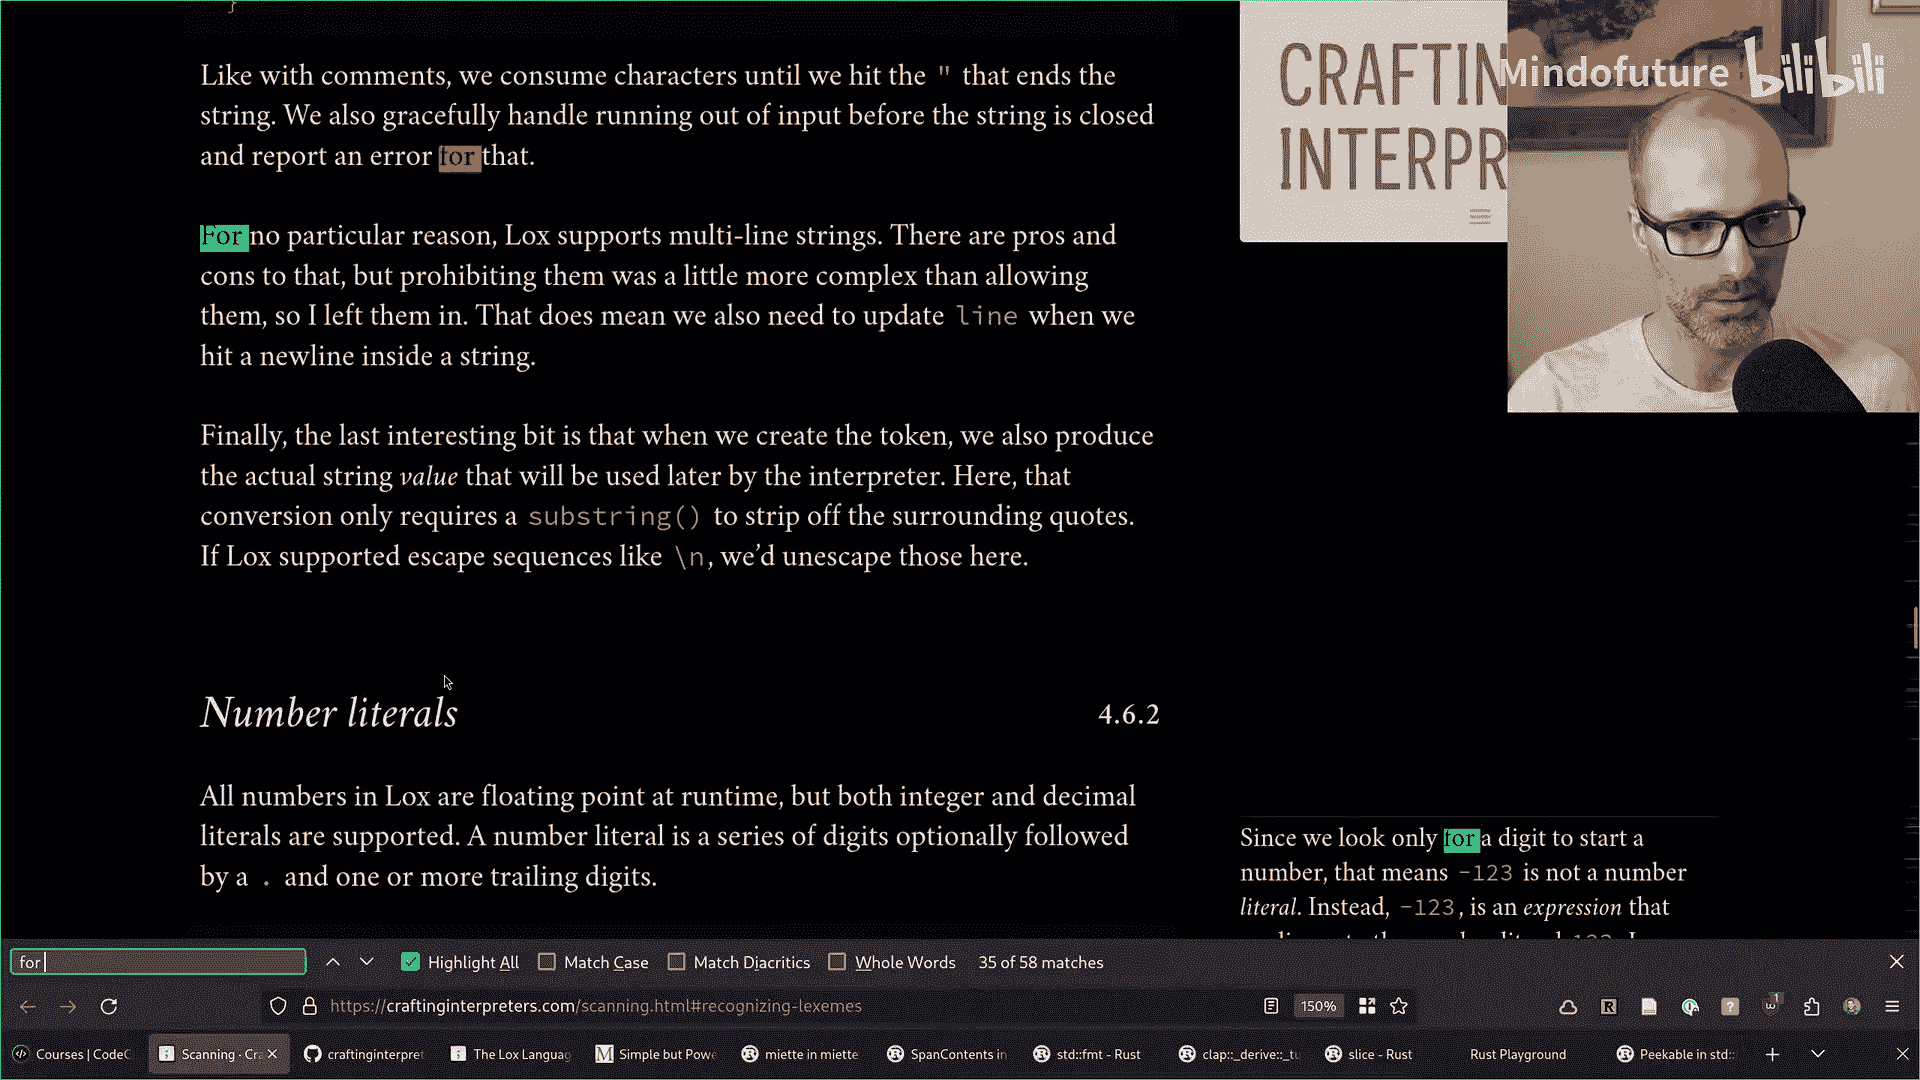 }
Like with comments, we consume characters until we hit the " that ends the
string. We also gracefully handle running out of input before the string is closed
and report an error for that.
For no particular reason, Lox supports multi-line strings. There are pros and
cons to that, but prohibiting them was a little more complex than allowing
them, so I left them in. That does mean we also need to update line when we
hit a newline inside a string.
Finally, the last interesting bit is that when we create the token, we also produce
the actual string value that will be used later by the interpreter. Here, that
conversion only requires a substring() to strip off the surrounding quotes.
If Lox supported escape sequences like \n, we’d unescape those here.
Number literals 4.6.2
All numbers in Lox are floating point at runtime, but both integer and decimal
literals are supported. A number literal is a series of digits optionally followed
by a . and one or more trailing digits.
CRAFTIN
INTERPR
Mindofuture bilibili
Since we look only for a digit to start a
number, that means -123 is not a number
literal. Instead, -123, is an expression that
for
Highlight All Match Case Match Diacritics Whole Words 35 of 58 matches
https://craftinginterpreters.com/scanning.html#recognizing-lexemes 150% 1
Courses | CodeC Scanning · Cra craftinginterpret The Lox Languag Simple but Powe miette in miette SpanContents in std::fmt - Rust clap::_derive::_tu slice - Rust Rust Playground Peekable in std::